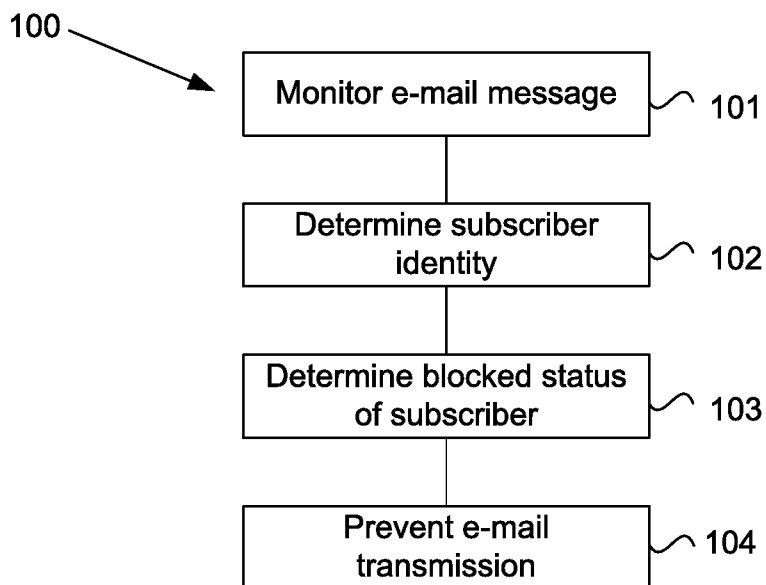 100
Monitor e-mail message
101
Determine subscriber
identity
102
Determine blocked status
of subscriber
103
Prevent e-mail
transmission
104